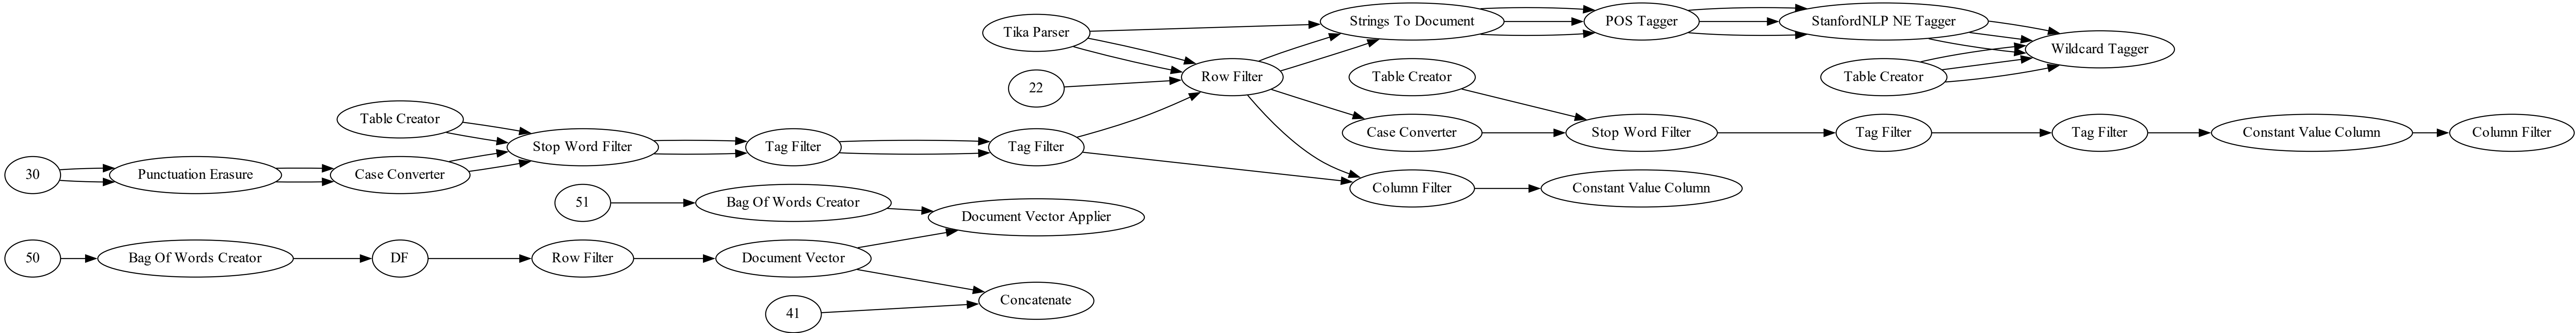 Tika Parser
Strings To Document
POS Tagger
StanfordNLP NE Tagger
Wildcard Tagger
22
Row Filter
Table Creator
Table Creator
Table Creator
Case Converter
Stop Word Filter
Tag Filter
Tag Filter
Constant Value Column
Column Filter
30
Punctuation Erasure
Case Converter
Stop Word Filter
Tag Filter
Tag Filter
Column Filter
Constant Value Column
51
Bag Of Words Creator
Document Vector Applier
50
Bag Of Words Creator
DF
Row Filter
Document Vector
Concatenate
41